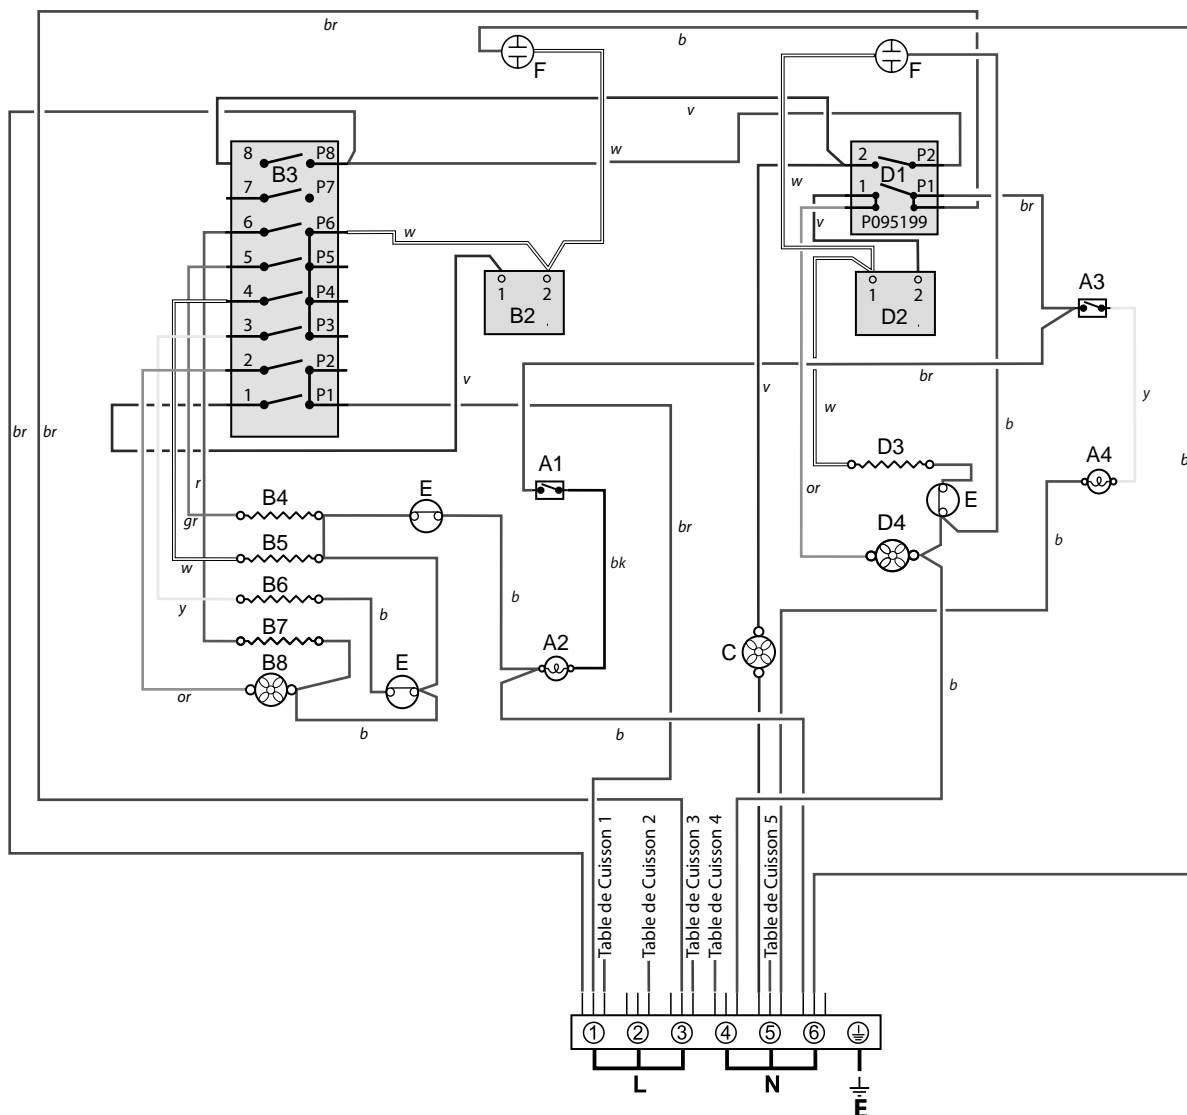 br
b
F
F
v
w
w
8 P8
B3
7 P7
6 P6
5 P5
4 P4
3 P3
2 P2
1 P1
w
2 P2
D1
1 P1
P095199
v
br
1 2
B2
1 2
D2
A3
v
br
v
w
y
b
br
br
r
gr
w
y
or
B4
B5
B6
B7
B8
E
E
b
b
A1
bk
b
A2
br
b
D3
or
E
D4
A4
b
b
C
b
Table de Cuisson 1
Table de Cuisson 2
Table de Cuisson 3
Table de Cuisson 4
Table de Cuisson 5
1 2 3 4 5 6
L
N
E